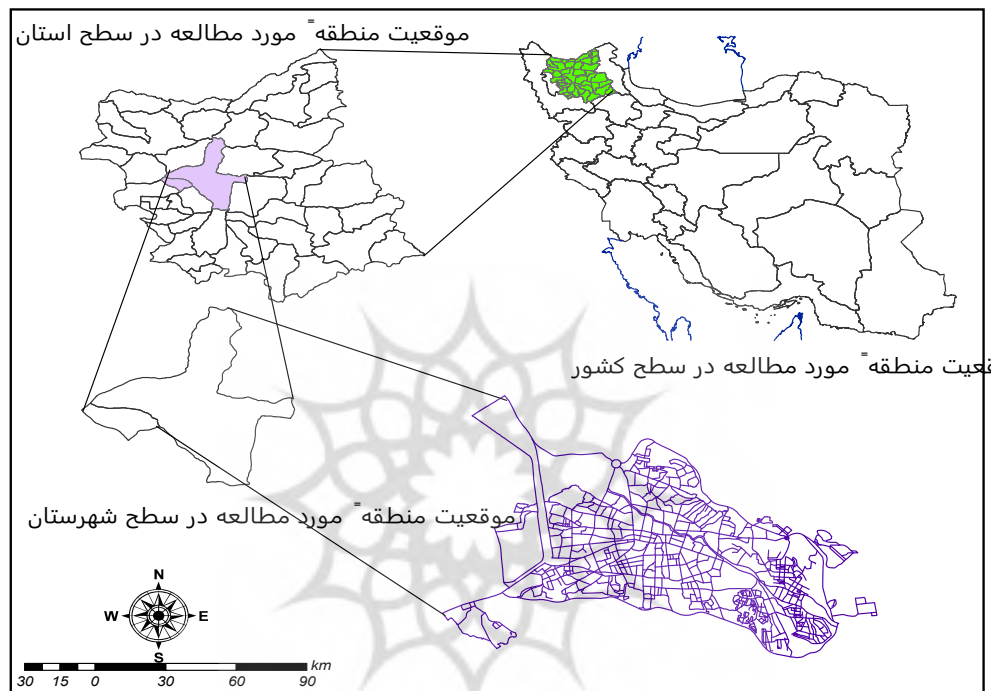 موقعیت منطقه⁼ مورد مطالعه در سطح استان
قعیت منطقه⁼ مورد مطالعه در سطح کشور
موقعیت منطقه⁼ مورد مطالعه در سطح شهرستان
N
W E
S
km
30 15 0 30 60 90